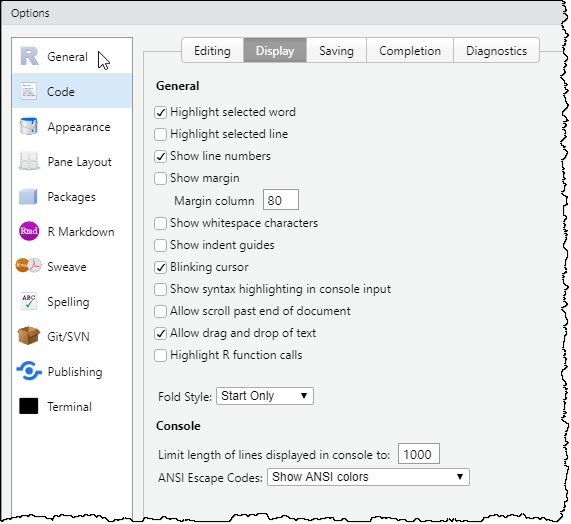 Options
General
Code
Appearance
Pane Layout
Packages
Rmd R Markdown
Sweave
ABC Spelling
Git/SVN
Publishing
Terminal
Editing Display Saving Completion Diagnostics
General
Highlight selected word
Highlight selected line
Show line numbers
Show margin
Margin column 80
Show whitespace characters
Show indent guides
Blinking cursor
Show syntax highlighting in console input
Allow scroll past end of document
Allow drag and drop of text
Highlight R function calls
Fold Style: Start Only
Console
Limit length of lines displayed in console to: 1000
ANSI Escape Codes: Show ANSI colors